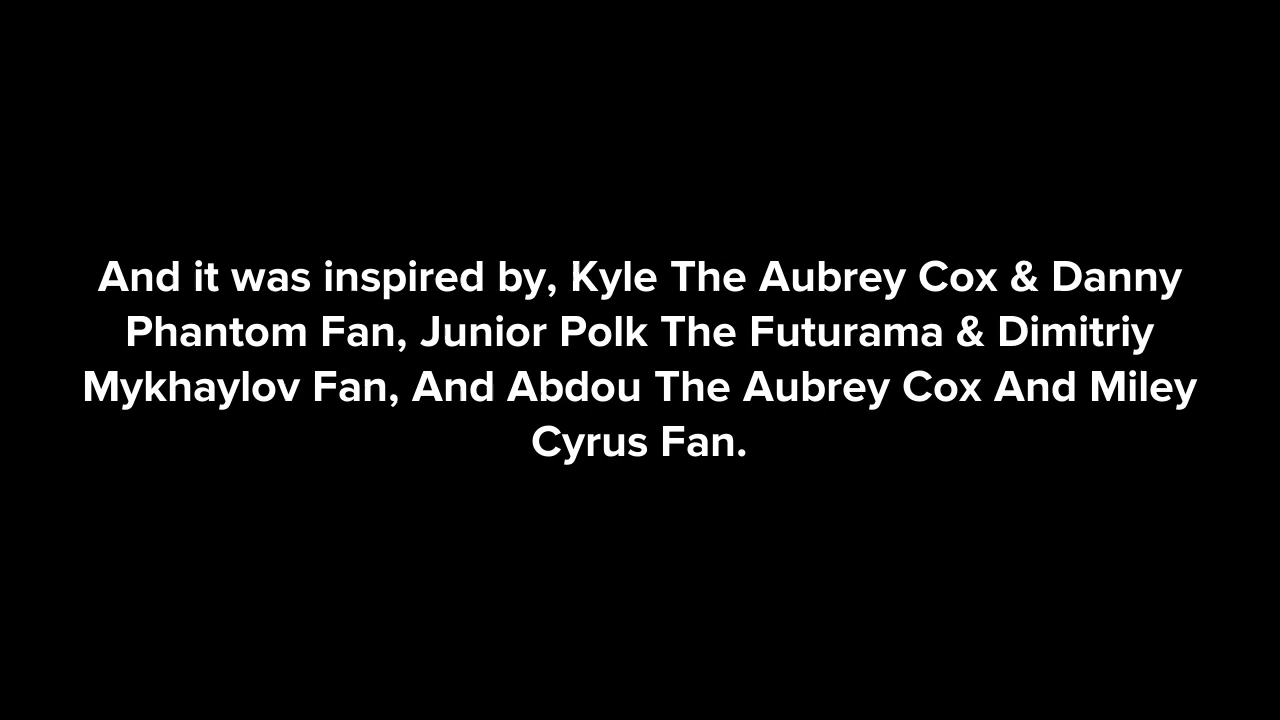 And it was inspired by, Kyle The Aubrey Cox & Danny
Phantom Fan, Junior Polk The Futurama & Dimitriy
Mykhaylov Fan, And Abdou The Aubrey Cox And Miley
Cyrus Fan.